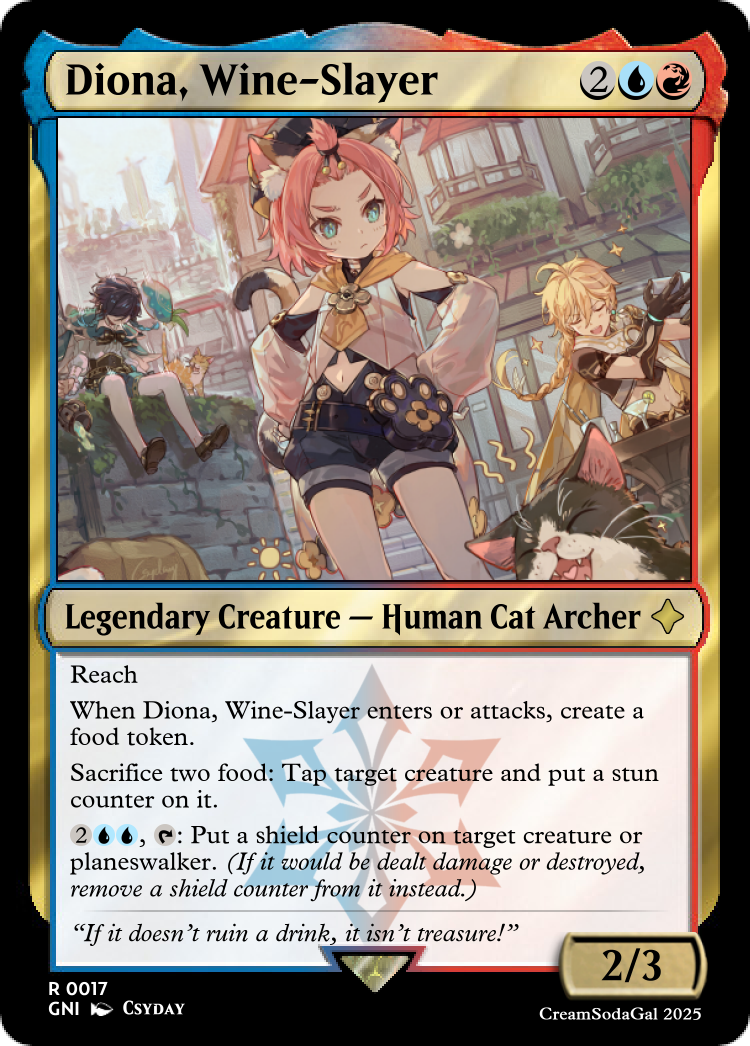 Diona, Wine-Slayer 2
Csyday
Legendary Creature — Human Cat Archer
Reach
When Diona, Wine-Slayer enters or attacks, create a
food token.
Sacrifice two food: Tap target creature and put a stun
counter on it.
2, : Put a shield counter on target creature or
planeswalker. (If it would be dealt damage or destroyed,
remove a shield counter from it instead.)
“If it doesn’t ruin a drink, it isn’t treasure!”
2/3
R 0017
GNI Csyday
CreamSodaGal 2025